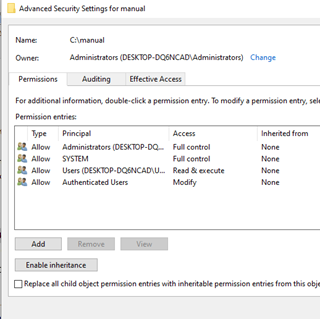 Advanced Security Settings for manual
Name: C:\manual
Owner: Administrators (DESKTOP-DQ6NCAD\Administrators) Change
Permissions Auditing Effective Access
For additional information, double-click a permission entry. To modify a permission entry, sele
Permission entries:
Type Principal Access Inherited from
Allow Administrators (DESKTOP-DQ... Full control None
Allow SYSTEM Full control None
Allow Users (DESKTOP-DQ6NCAD\U... Read & execute None
Allow Authenticated Users Modify None
Add Remove View
Enable inheritance
Replace all child object permission entries with inheritable permission entries from this obje